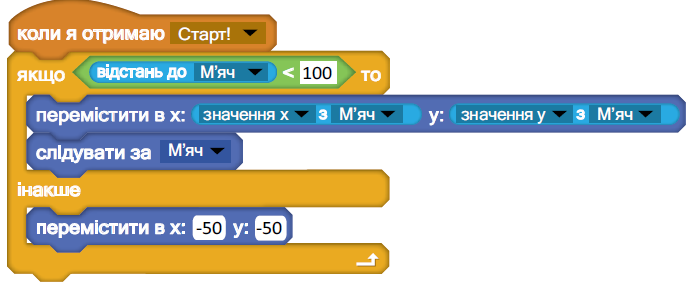 коли я отримаю Старт!
якщо відстань до М'яч < 100 то
перемістити в x: значення x з М'яч y: значення y з М'яч
слідувати за М'яч
інакше
перемістити в x: -50 y: -50